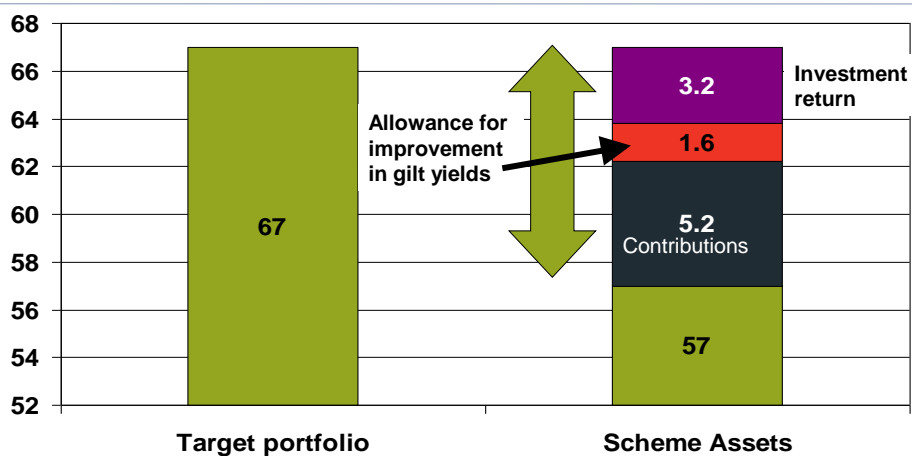 68
66
64
62
60
58
56
54
52
67
Allowance for
improvement
in gilt yields
3.2
1.6
5.2
Contributions
57
Investment
return
Target portfolio
Scheme Assets